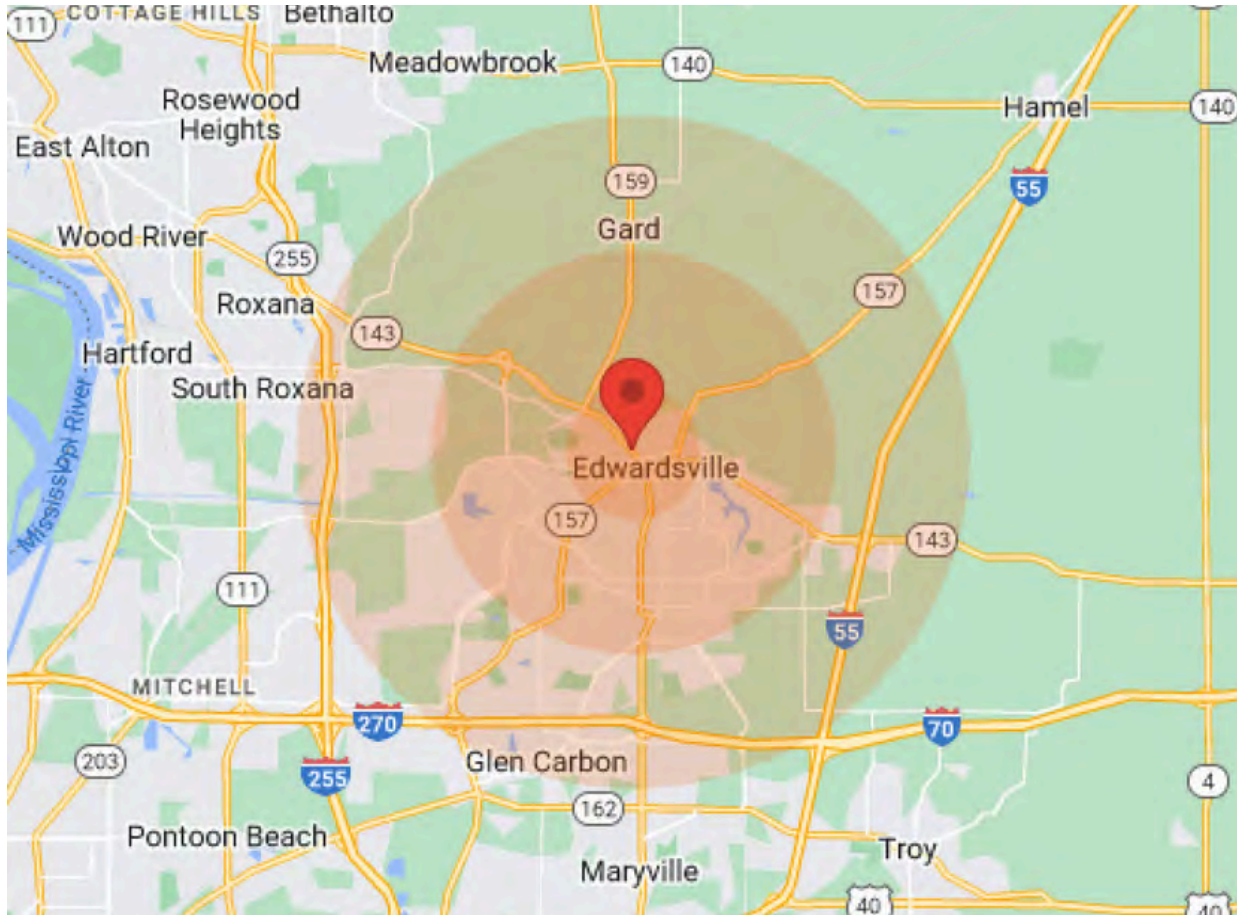 111
COTTAGE HILLS
Bethalto
Meadowbrook
140
Hamel
140
Rosewood
Heights
East Alton
159
55
Gard
Wood River
255
157
Roxana
143
Hartford
South Roxana
Mississippi River
Edwardsville
157
143
111
55
MITCHELL
270
70
203
255
Glen Carbon
4
162
Pontoon Beach
Troy
Maryville
40
40